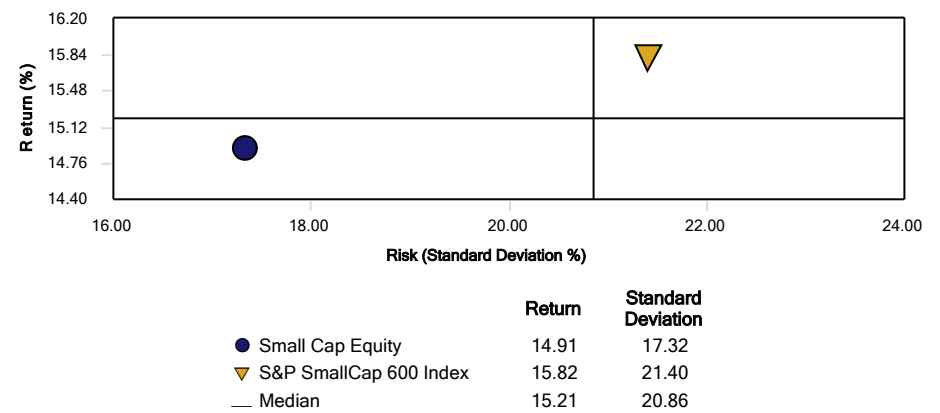 16.20
15.84
15.48
15.12
14.76
14.40
Return (%)
16.00 18.00 20.00 22.00 24.00
Risk (Standard Deviation %)
Return Standard Deviation
Small Cap Equity 14.91 17.32
S&P SmallCap 600 Index 15.82 21.40
Median 15.21 20.86